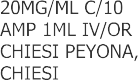 20MG/ML C/10
AMP 1ML IV/OR
CHIESI PEYONA,
CHIESI